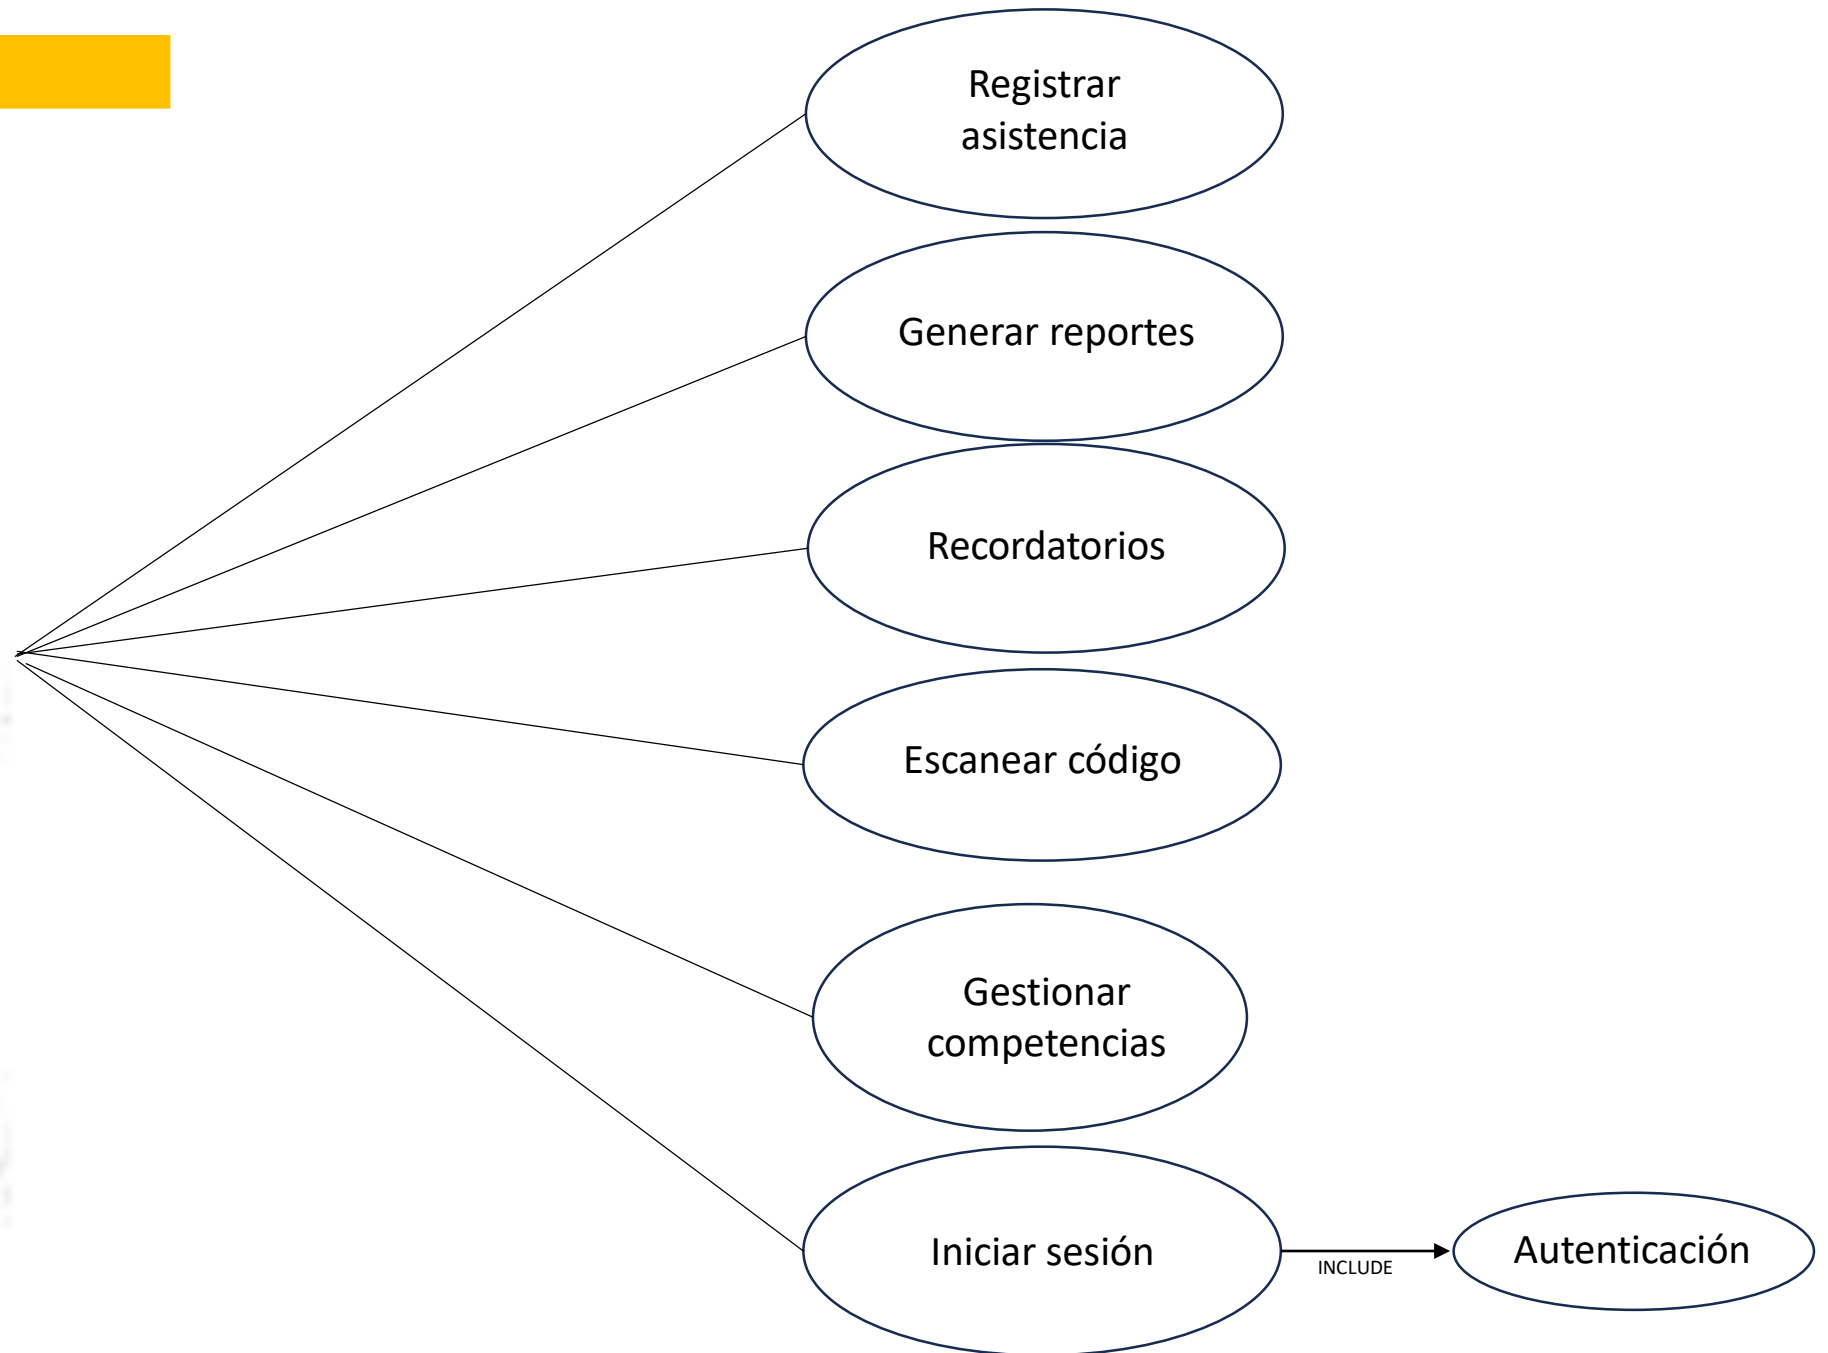 Registrar
asistencia
Generar reportes
Recordatorios
Escanear código
Gestionar
competencias
Iniciar sesión
INCLUDE
Autenticación